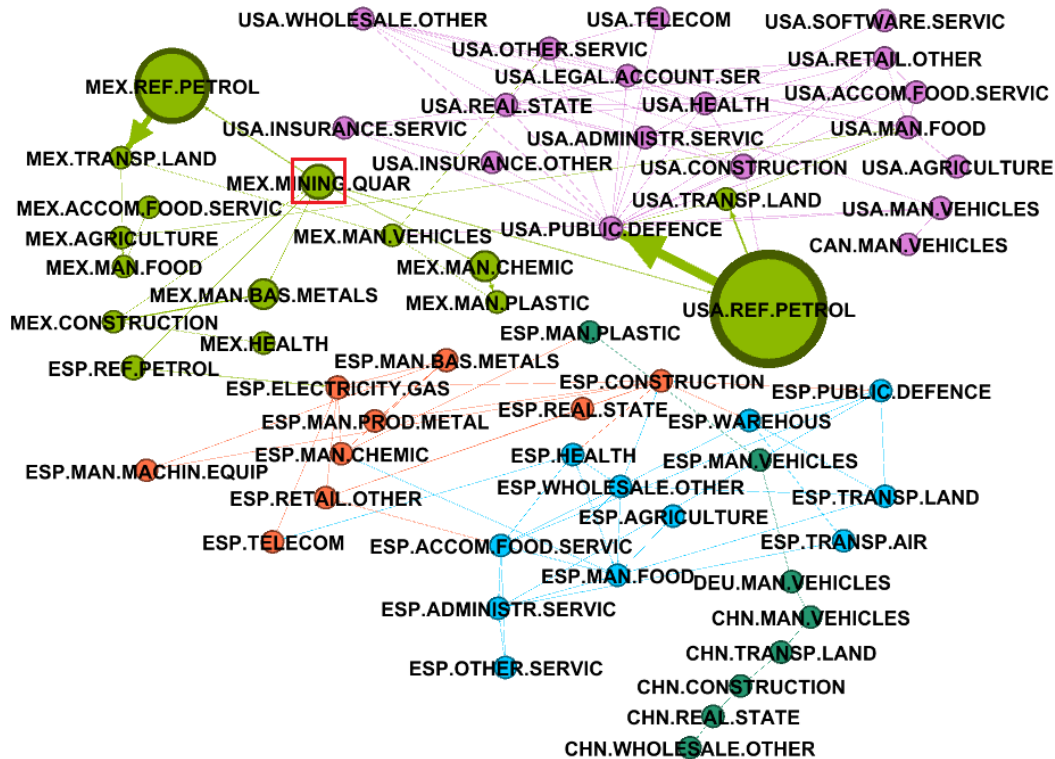 USA.WHOLESALE.OTHER
USA.TELECOM
USA.SOFTWARE.SERVIC
USA.OTHER.SERVIC
USA.RETAIL.OTHER
MEX.REF.PETROL
USA.LEGAL.ACCOUNT.SER
USA.ACCOM.FOOD.SERVIC
USA.REAL.STATE
USA.HEALTH
USA.INSURANCE.SERVIC
USA.MAN.FOOD
USA.ADMINISTR.SERVIC
MEX.TRANSP.LAND
USA.INSURANCE.OTHER
USA.CONSTRUCTION
USA.AGRICULTURE
MEX.MINING.QUAR
USA.TRANSP.LAND
MEX.ACCOM.FOOD.SERVIC
USA.MAN.VEHICLES
USA.PUBLIC.DEFENCE
MEX.AGRICULTURE
MEX.MAN.VEHICLES
CAN.MAN.VEHICLES
MEX.MAN.FOOD
MEX.MAN.CHEMIC
MEX.MAN.BAS.METALS
MEX.MAN.PLASTIC
USA.REF.PETROL
MEX.CONSTRUCTION
ESP.MAN.PLASTIC
MEX.HEALTH
ESP.MAN.BAS.METALS
ESP.REF.PETROL
ESP.ELECTRICITY.GAS
ESP.CONSTRUCTION
ESP.PUBLIC.DEFENCE
ESP.REAL.STATE
ESP.MAN.PROD.METAL
ESP.WAREHOUS
ESP.MAN.CHEMIC
ESP.HEALTH
ESP.MAN.VEHICLES
ESP.MAN.MACHIN.EQUIP
ESP.WHOLESALE.OTHER
ESP.RETAIL.OTHER
ESP.TRANSP.LAND
ESP.AGRICULTURE
ESP.TELECOM
ESP.TRANSP.AIR
ESP.ACCOM.FOOD.SERVIC
ESP.MAN.FOOD
DEU.MAN.VEHICLES
ESP.ADMINISTR.SERVIC
CHN.MAN.VEHICLES
CHN.TRANSP.LAND
ESP.OTHER.SERVIC
CHN.CONSTRUCTION
CHN.REAL.STATE
CHN.WHOLESALE.OTHER